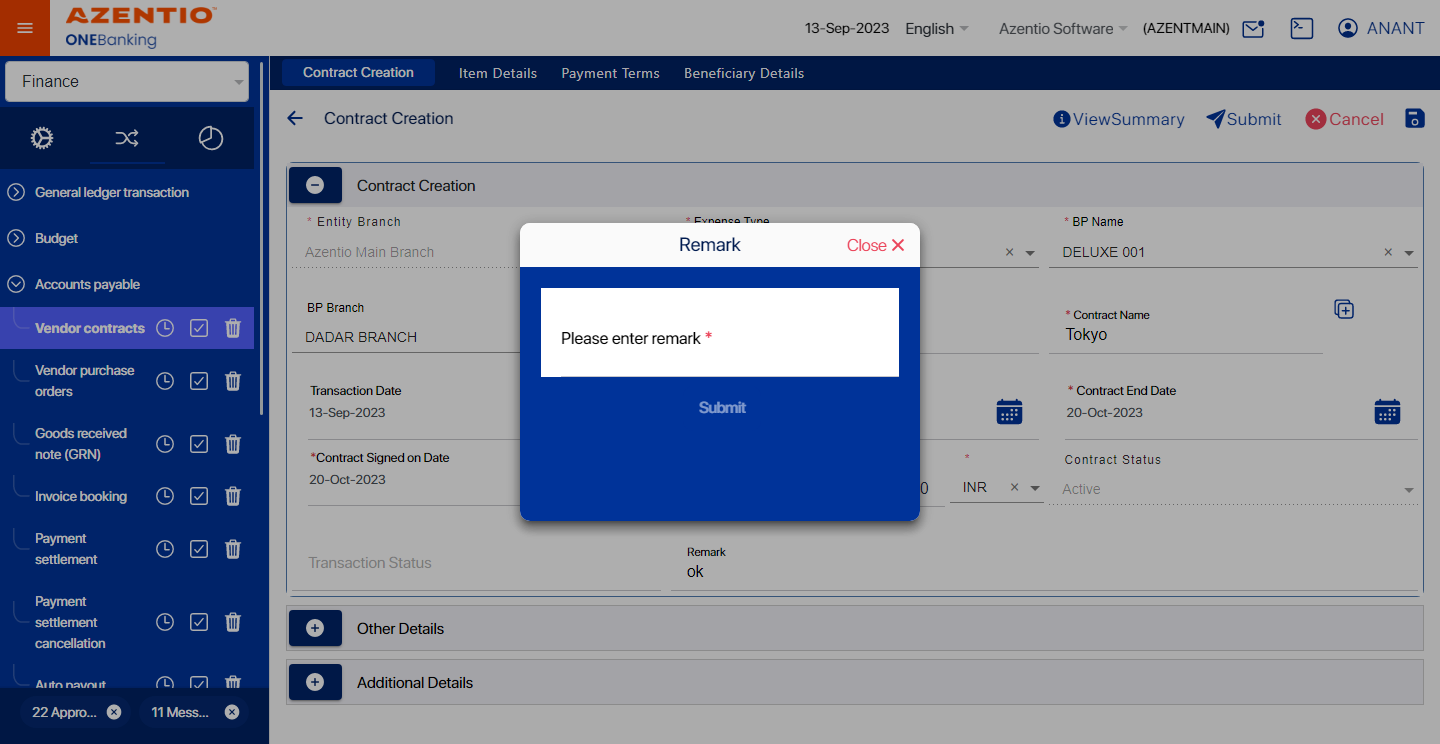 AZENTIO™
ONEBanking
13-Sep-2023 English Azentio Software (AZENTMAIN) ANANT
Finance
General ledger transaction
Budget
Accounts payable
Vendor contracts
Vendor purchase
orders
Goods received
note (GRN)
Invoice booking
Payment
settlement
Payment
settlement
cancellation
Auto payout
22 Appro... 11 Mess...
Contract Creation Item Details Payment Terms Beneficiary Details
Contract Creation
ViewSummary Submit Cancel
Contract Creation
* Entity Branch * Expense Type * BP Name
Azentio Main Branch DELUXE 001
Remark Close
Please enter remark *
Submit
BP Branch * Contract Name
DADAR BRANCH Tokyo
Transaction Date * Contract End Date
13-Sep-2023 20-Oct-2023
*Contract Signed on Date * Contract Status
20-Oct-2023 0 INR Active
Transaction Status Remark
ok
Other Details
Additional Details